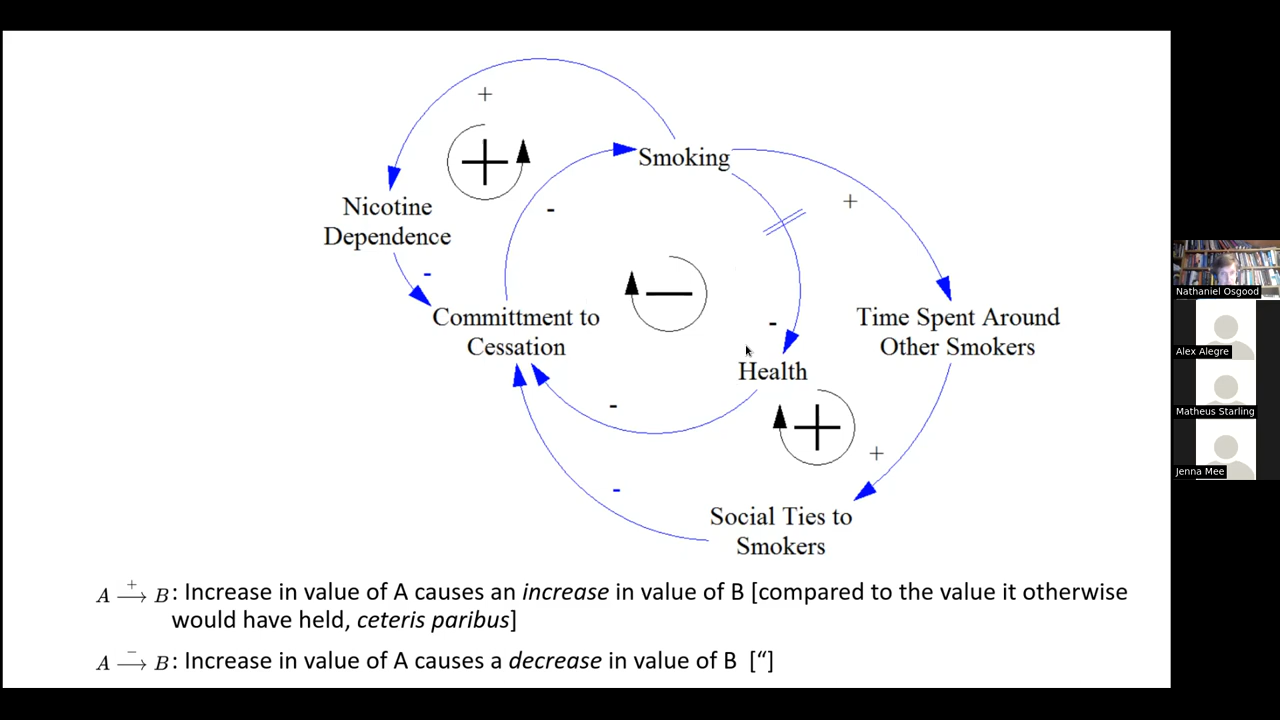 +
Smoking
-
+
Nicotine
Dependence
-
Committment to
Cessation
-
Time Spent Around
Other Smokers
Health
-
+
-
Social Ties to
Smokers
A + B: Increase in value of A causes an increase in value of B [compared to the value it otherwise
would have held, ceteris paribus]
A − B: Increase in value of A causes a decrease in value of B [“]
Nathaniel Osgood
Alex Alegre
Matheus Starling
Jenna Mee